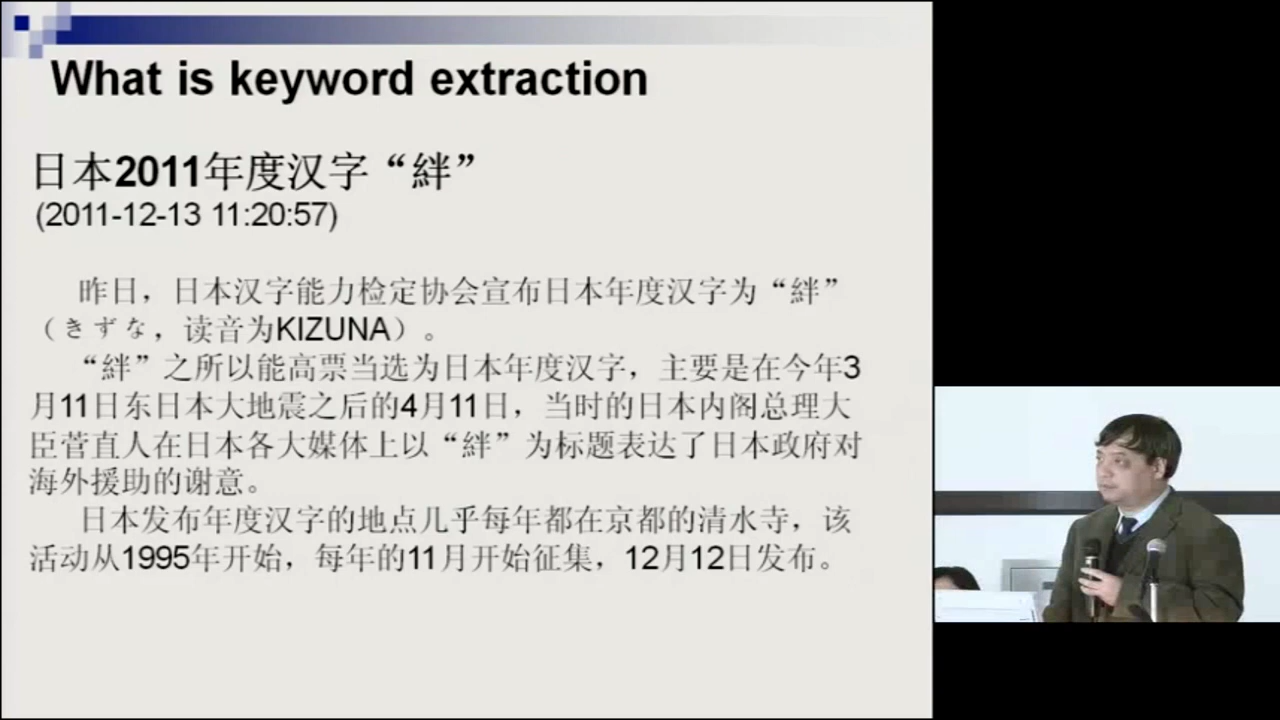 What is keyword extraction
日本2011年度汉字“絆”
(2011-12-13 11:20:57)
昨日，日本汉字能力检定协会宣布日本年度汉字为“絆”
（きずな，读音为KIZUNA）。
“絆”之所以能高票当选为日本年度汉字，主要是在今年3
月11日东日本大地震之后的4月11日，当时的日本内阁总理大
臣菅直人在日本各大媒体上以“絆”为标题表达了日本政府对
海外援助的谢意。
日本发布年度汉字的地点几乎每年都在京都的清水寺，该
活动从1995年开始，每年的11月开始征集，12月12日发布。